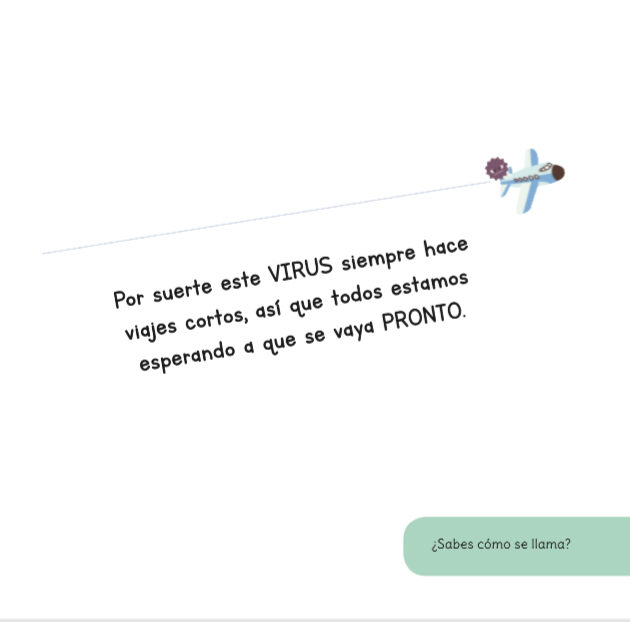 Por suerte este VIRUS siempre hace
viajes cortos, así que todos estamos
esperando a que se vaya PRONTO.
¿Sabes cómo se llama?